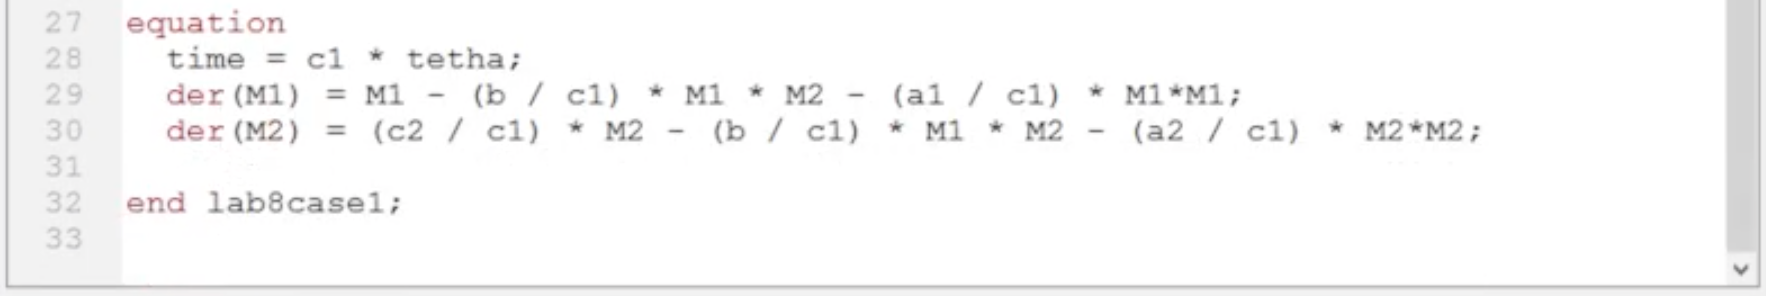 27 equation
28   time = c1 * tetha;
29   der(M1) = M1 - (b / c1) * M1 * M2 - (a1 / c1) * M1*M1;
30   der(M2) = (c2 / c1) * M2 - (b / c1) * M1 * M2 - (a2 / c1) * M2*M2;
31
32 end lab8case1;
33